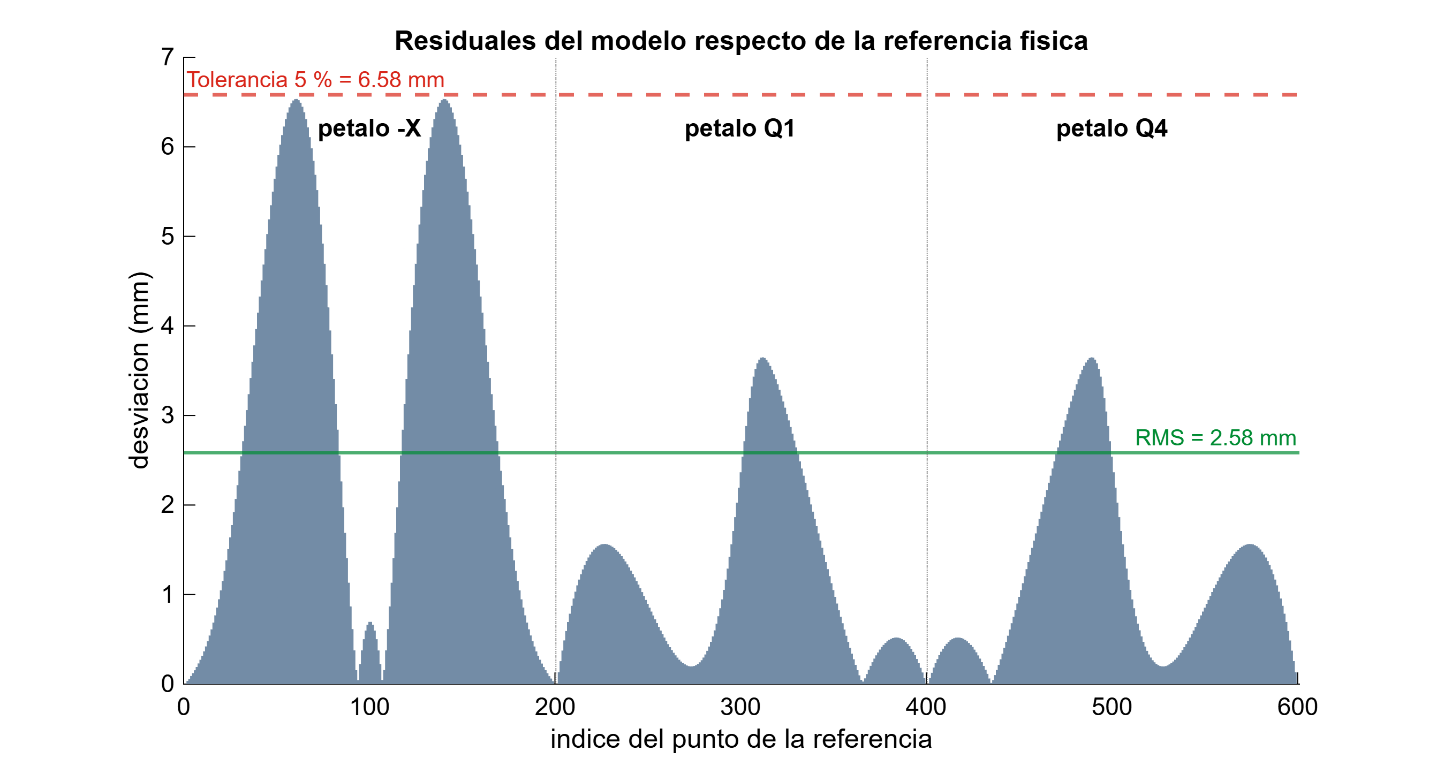 Residuales del modelo respecto de la referencia fisica
7
Tolerancia 5 % = 6.58 mm
petalo -X
petalo Q1
petalo Q4
6
5
4
3
RMS = 2.58 mm
2
1
0
desviacion (mm)
0
100
200
300
400
500
600
indice del punto de la referencia